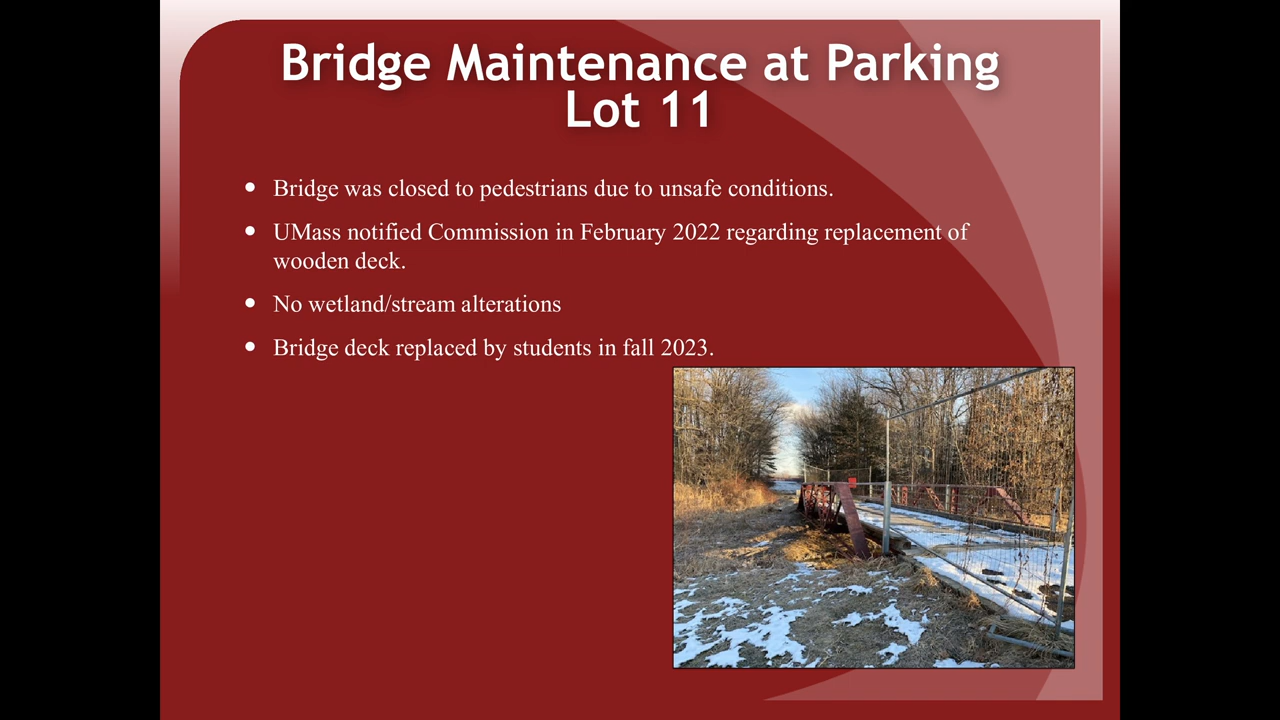 Bridge Maintenance at Parking
Lot 11
• Bridge was closed to pedestrians due to unsafe conditions.
• UMass notified Commission in February 2022 regarding replacement of
wooden deck.
• No wetland/stream alterations
• Bridge deck replaced by students in fall 2023.